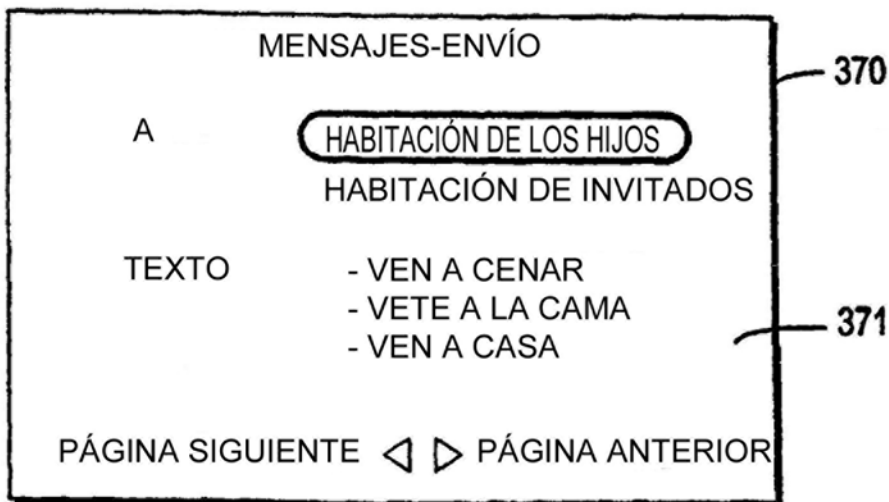 MENSAJES-ENVÍO
370
A HABITACIÓN DE LOS HIJOS
HABITACIÓN DE INVITADOS
TEXTO - VEN A CENAR
- VETE A LA CAMA
371
- VEN A CASA
PÁGINA SIGUIENTE ◁ ▷ PÁGINA ANTERIOR